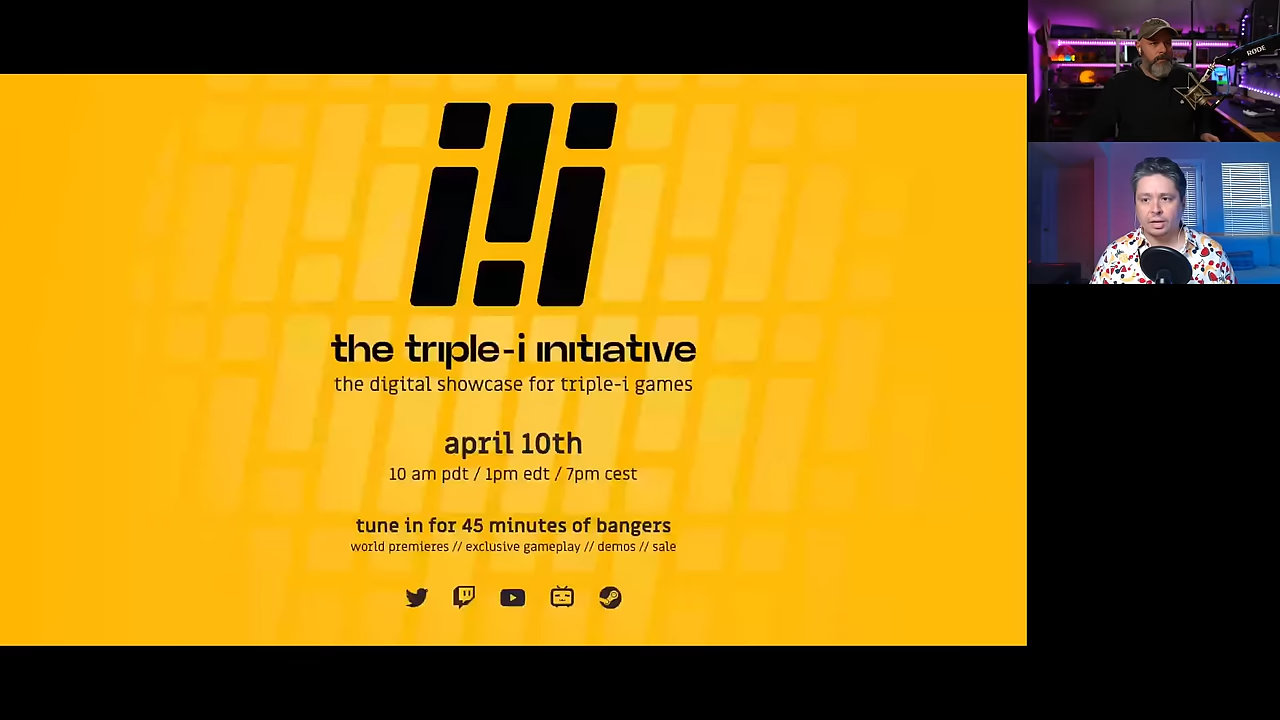 the triple-i initiative
the digital showcase for triple-i games
april 10th
10 am pdt / 1pm edt / 7pm cest
tune in for 45 minutes of bangers
world premieres // exclusive gameplay // demos // sale
RØDE